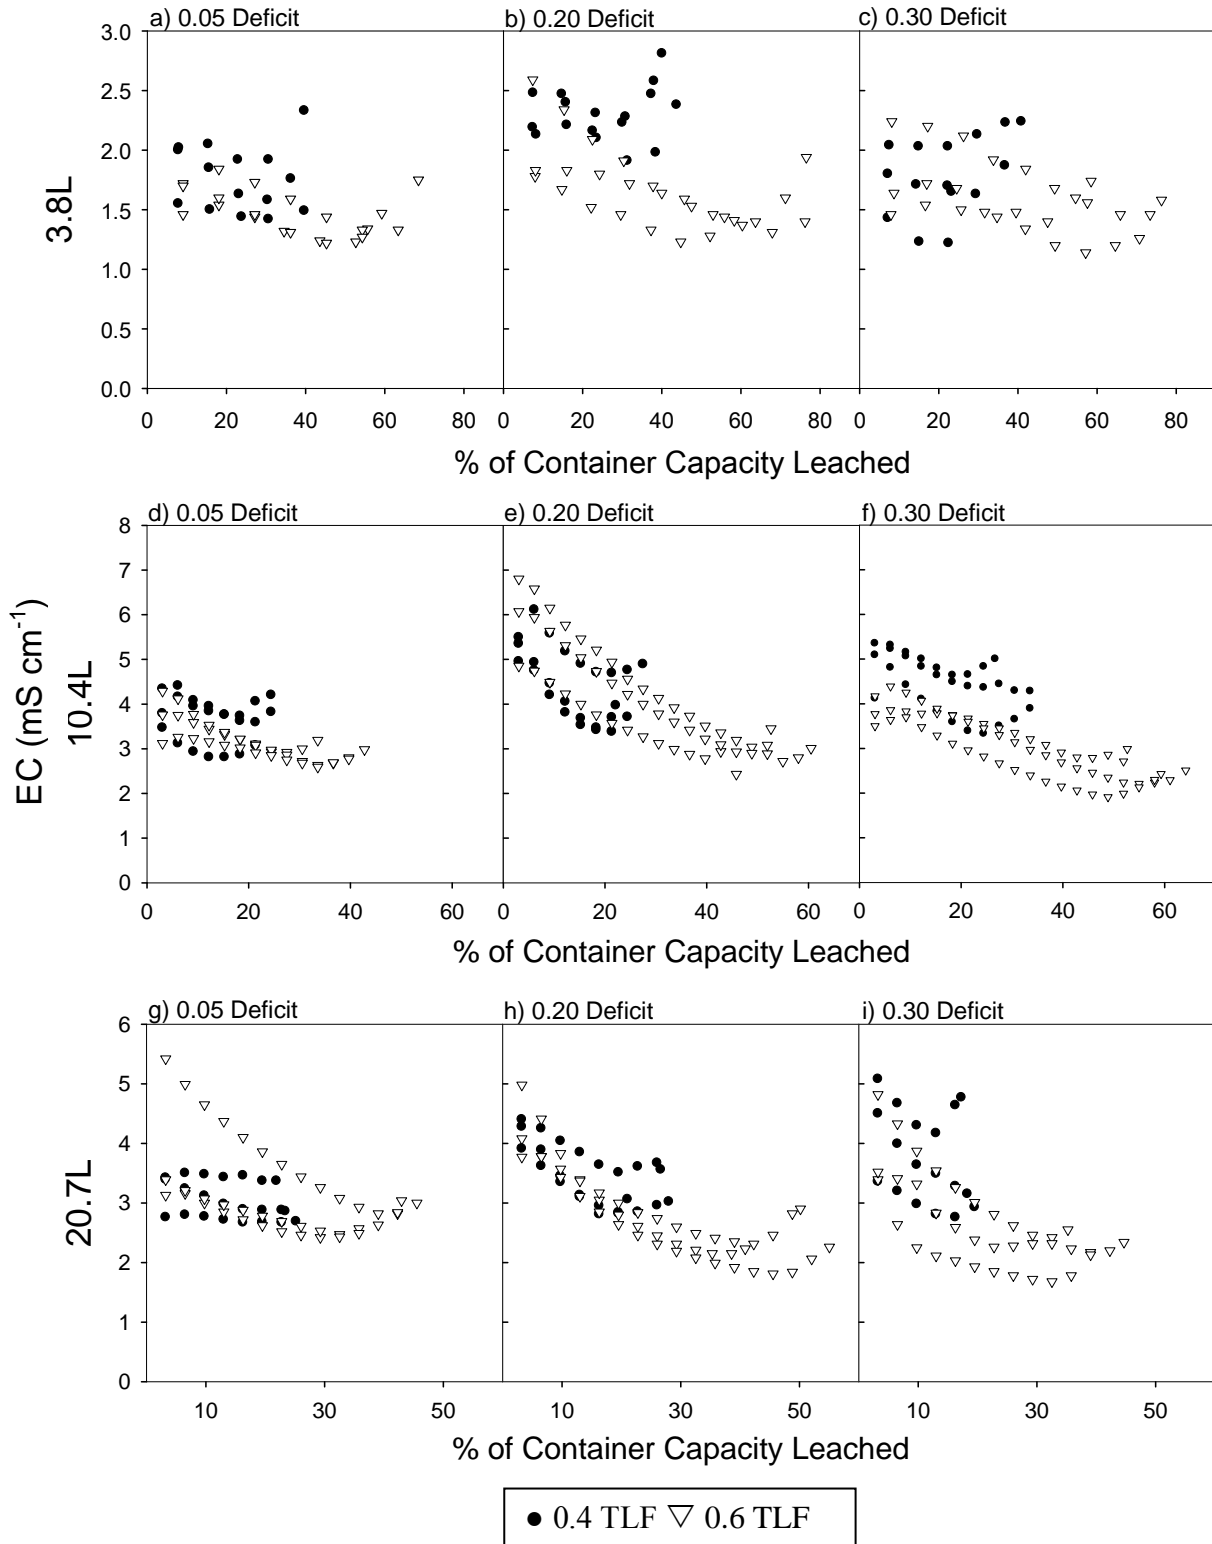 a) 0.05 Deficit b) 0.20 Deficit c) 0.30 Deficit
3.0
2.5
2.0
1.5
1.0
0.5
0.0
3.8L
0 20 40 60 80 0 20 40 60 80 0 20 40 60 80
% of Container Capacity Leached
d) 0.05 Deficit e) 0.20 Deficit f) 0.30 Deficit
8
7
6
5
4
3
2
1
0
EC (mS cm⁻¹)
10.4L
0 20 40 60 0 20 40 60 0 20 40 60
% of Container Capacity Leached
g) 0.05 Deficit h) 0.20 Deficit i) 0.30 Deficit
6
5
4
3
2
1
0
20.7L
10 30 50 10 30 50 10 30 50
% of Container Capacity Leached
0.4 TLF 0.6 TLF